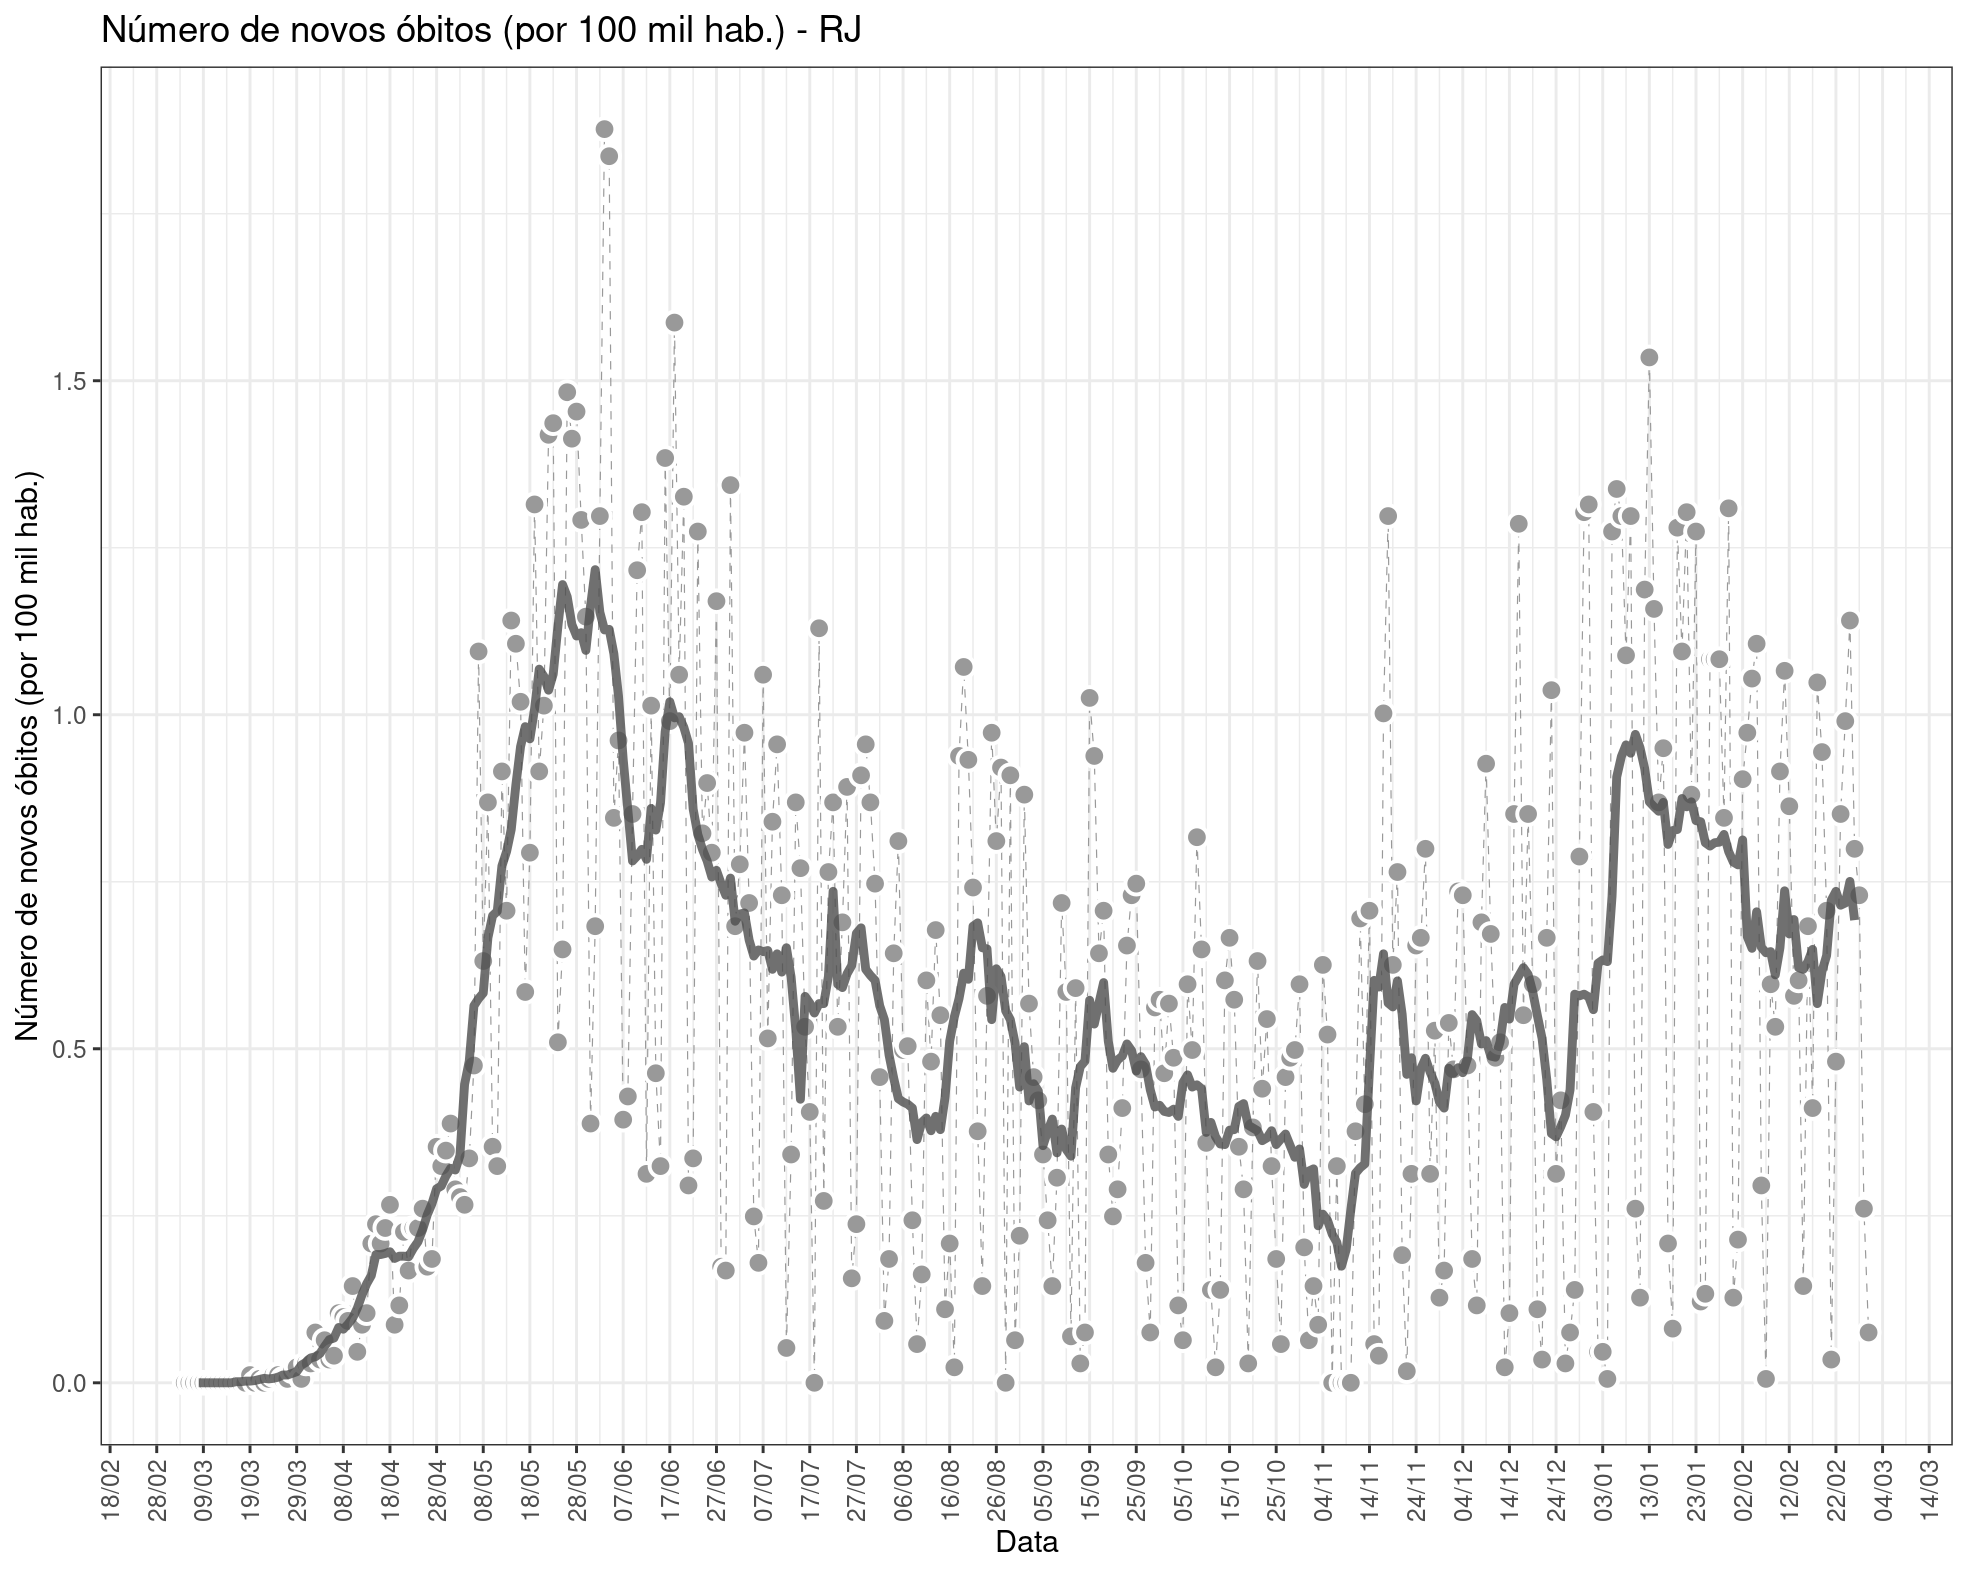 Número de novos óbitos (por 100 mil hab.) - RJ
Número de novos óbitos (por 100 mil hab.)
1.5
1.0
0.5
0.0
18/02 28/02 09/03 19/03 29/03 08/04 18/04 28/04 08/05 18/05 28/05 07/06 17/06 27/06 07/07 17/07 27/07 06/08 16/08 26/08 05/09 15/09 25/09 05/10 15/10 25/10 04/11 14/11 24/11 04/12 14/12 24/12 03/01 13/01 23/01 02/02 12/02 22/02 04/03 14/03
Data